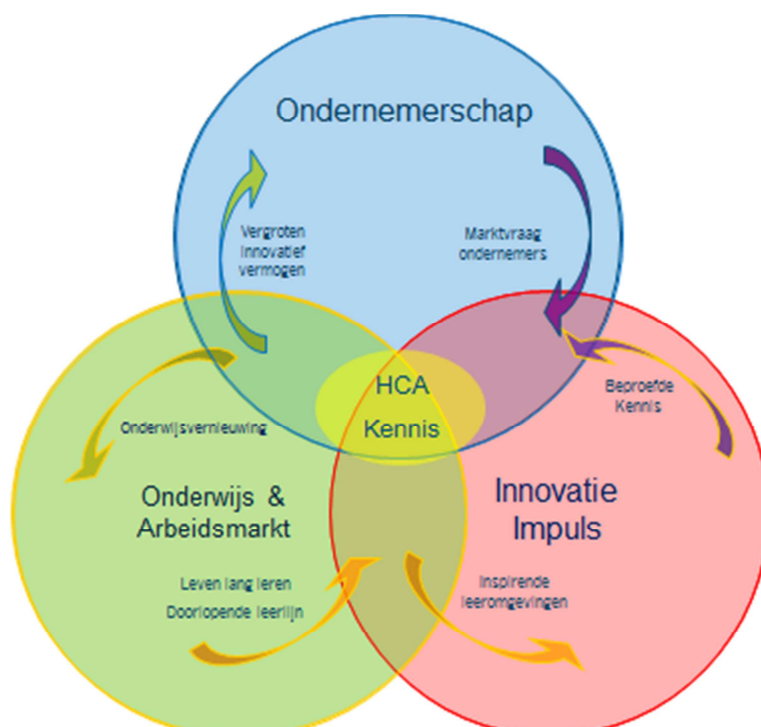 Ondernemerschap
Vergroten
Innovatief
vermogen
Marktvraag
ondernemers
HCA
Kennis
Beproefde
Kennis
Onderwijsvernieuwing
Onderwijs &
Arbeidsmarkt
Innovatie
Impuls
Leven lang leren
Doorlopende leerlijn
Inspirende
leeromgevingen